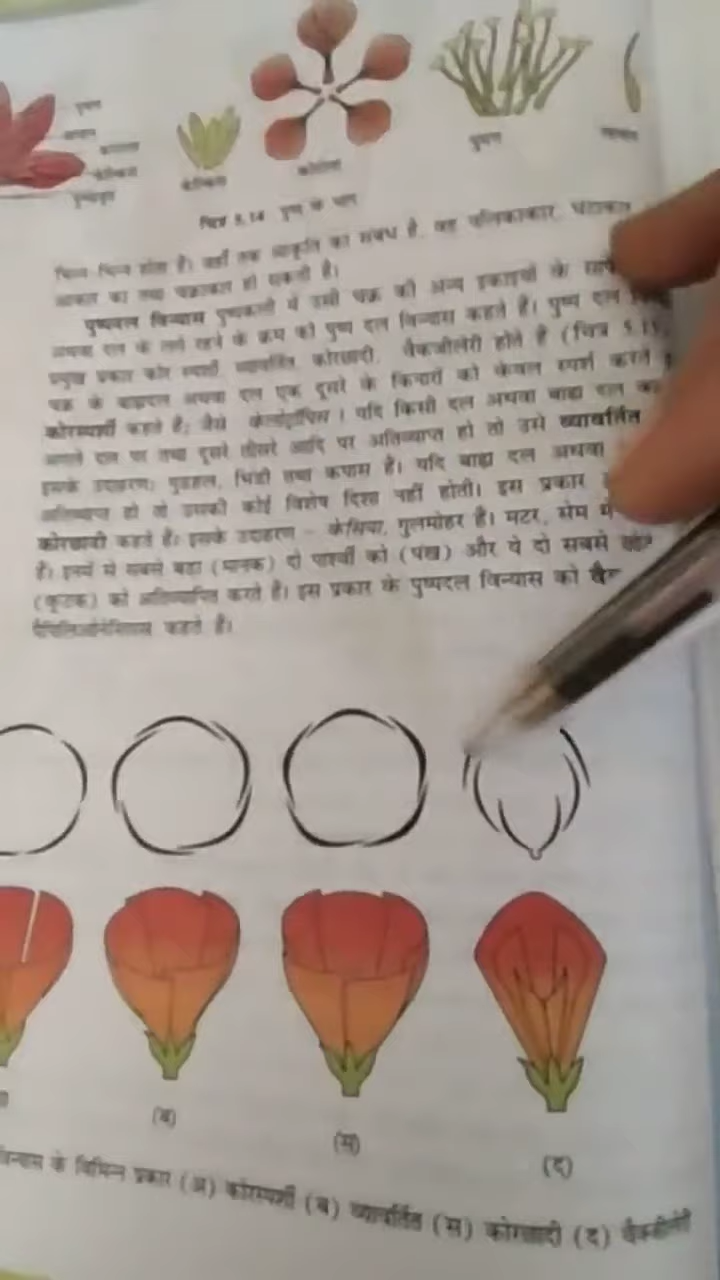 पुमंग
कोरोला
चित्र 5.14 पुष्प के भाग
भिन्न-भिन्न होता है। जहाँ तक आकृति का संबंध है, वह नलिकाकार, घंटाकार
आकार का तथा चक्राकार हो सकती है।
पुष्पदल विन्यास पुष्पकली में उसी चक्र की अन्य इकाइयों के
अथवा दल के लगे रहने के क्रम को पुष्प दल विन्यास कहते हैं। पुष्प दल
प्रमुख प्रकार कोर स्पर्शी, व्यावर्तित, कोरछादी, वैकजीलेरी होते हैं (चित्र 5.15
चक्र के बाह्यदल अथवा दल एक दूसरे के किनारों को केवल स्पर्श करते
कोरस्पर्शी कहते हैं; जैसे केलोट्रॉपिस। यदि किसी दल अथवा बाह्य दल का
अगले दल पर तथा दूसरे तीसरे आदि पर अतिव्याप्त हो तो उसे व्यावर्तित
इसके उदाहरण; गुड़हल, भिंडी तथा कपास हैं। यदि बाह्य दल अथवा
अतिव्याप्त हो तो उसकी कोई विशेष दिशा नहीं होती। इस प्रकार
कोरछादी कहते हैं। इसके उदाहरण – केसिया, गुलमोहर हैं। मटर, सेम में
हैं। इनमें से सबसे बड़ा (मानक) दो पार्श्वी को (पंख) और ये दो सबसे
(कूटक) को अतिव्यापित करते हैं। इस प्रकार के पुष्पदल विन्यास को
पैपिलिओनेसियस कहते हैं।
(ब)
(स)
(द)
विन्यास के विभिन्न प्रकार (अ) कोरस्पर्शी (ब) व्यावर्तित (स) कोरछादी (द) वैकजीलेरी